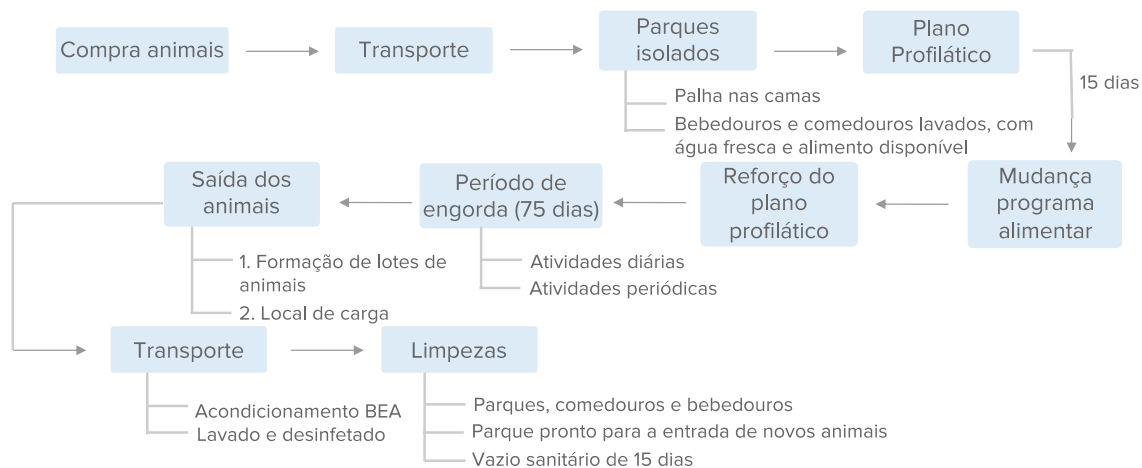 Compra animais
Transporte
Parques
isolados
Plano
Profilático
15 dias
Palha nas camas
Bebedouros e comedouros lavados, com
água fresca e alimento disponível
Mudança
programa
alimentar
Reforço do
plano
profilático
Período de
engorda (75 dias)
Atividades diárias
Atividades periódicas
Saída dos
animais
1. Formação de lotes de
animais
2. Local de carga
Transporte
Acondicionamento BEA
Lavado e desinfetado
Limpezas
Parques, comedouros e bebedouros
Parque pronto para a entrada de novos animais
Vazio sanitário de 15 dias